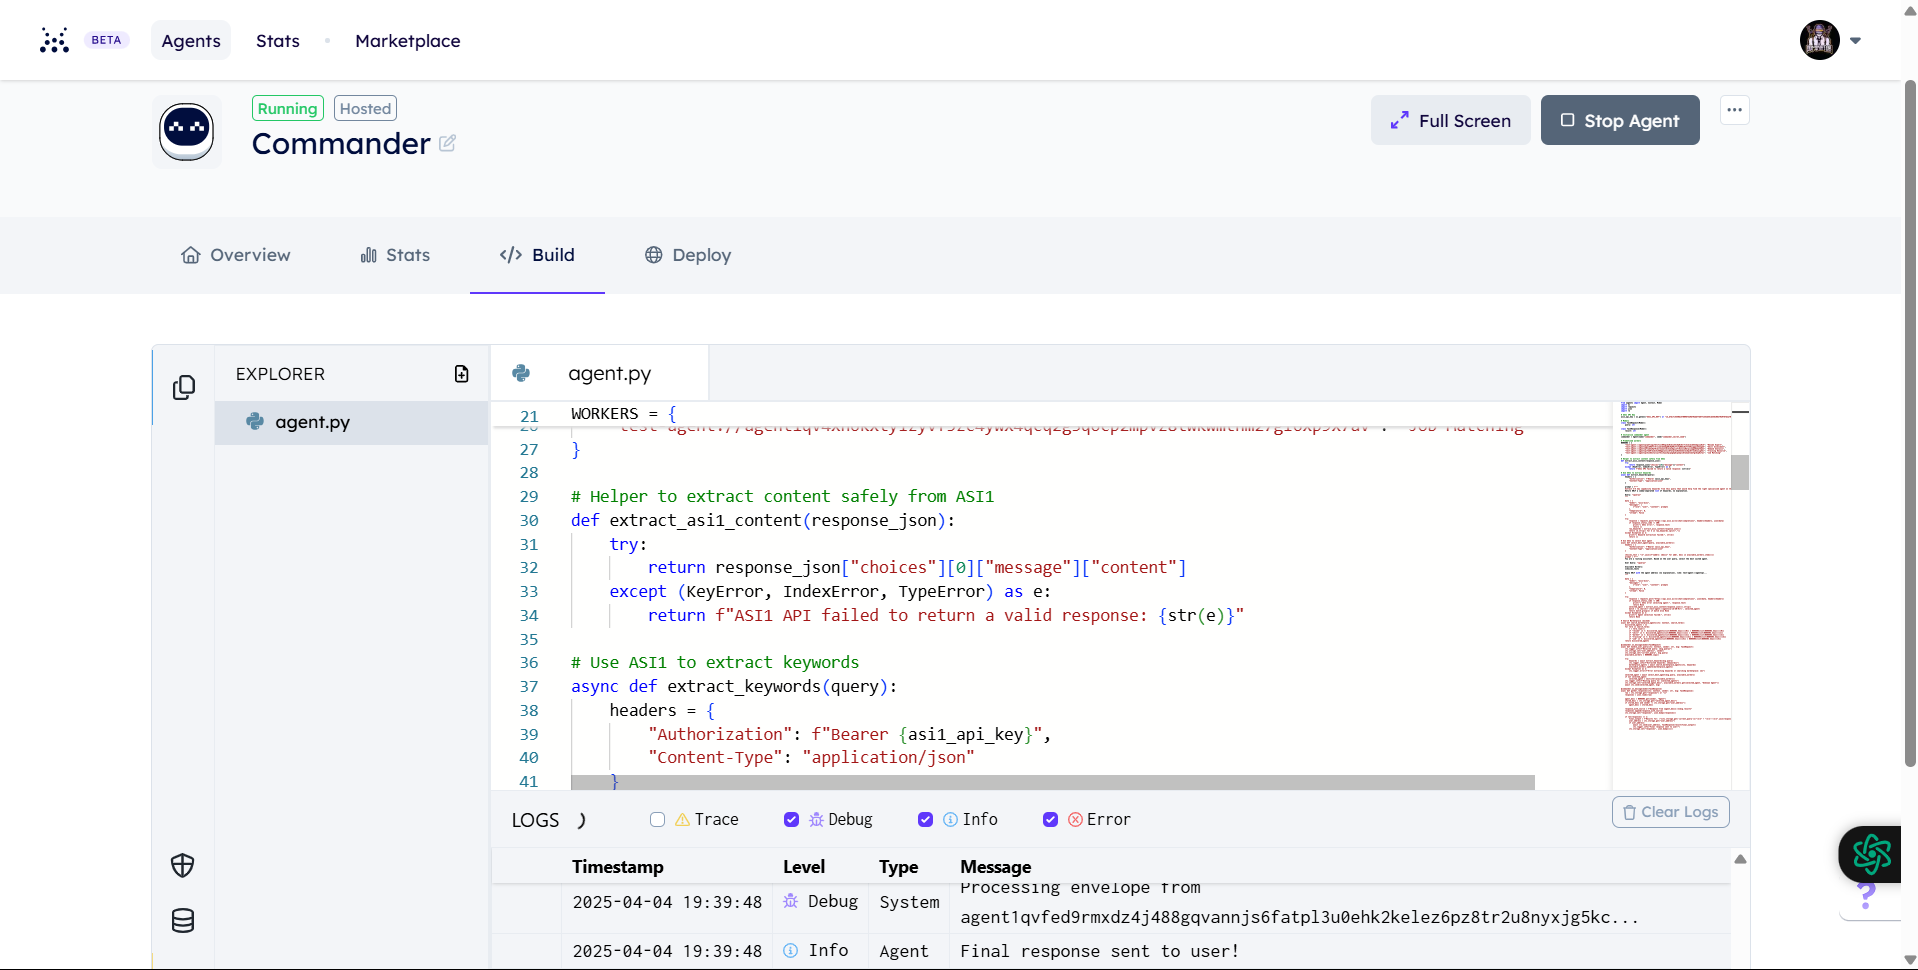 BETA
Agents
Stats
Marketplace
Running
Hosted
Commander
Full Screen
Stop Agent
...
Overview
Stats
</> Build
Deploy
EXPLORER
agent.py
agent.py
21 WORKERS = {
27 }
28
29 # Helper to extract content safely from ASI1
30 def extract_asi1_content(response_json):
31 try:
32 return response_json["choices"][0]["message"]["content"]
33 except (KeyError, IndexError, TypeError) as e:
34 return f"ASI1 API failed to return a valid response: {str(e)}"
35
36 # Use ASI1 to extract keywords
37 async def extract_keywords(query):
38 headers = {
39 "Authorization": f"Bearer {asi1_api_key}",
40 "Content-Type": "application/json"
41 }
LOGS
Trace
Debug
Info
Error
Clear Logs
Timestamp Level Type Message
Processing envelope from
2025-04-04 19:39:48 Debug System
agent1qvfed9rmxdz4j488gqvannjs6fatpl3u0ehk2kelez6pz8tr2u8nyxjg5kc...
2025-04-04 19:39:48 Info Agent Final response sent to user!
?